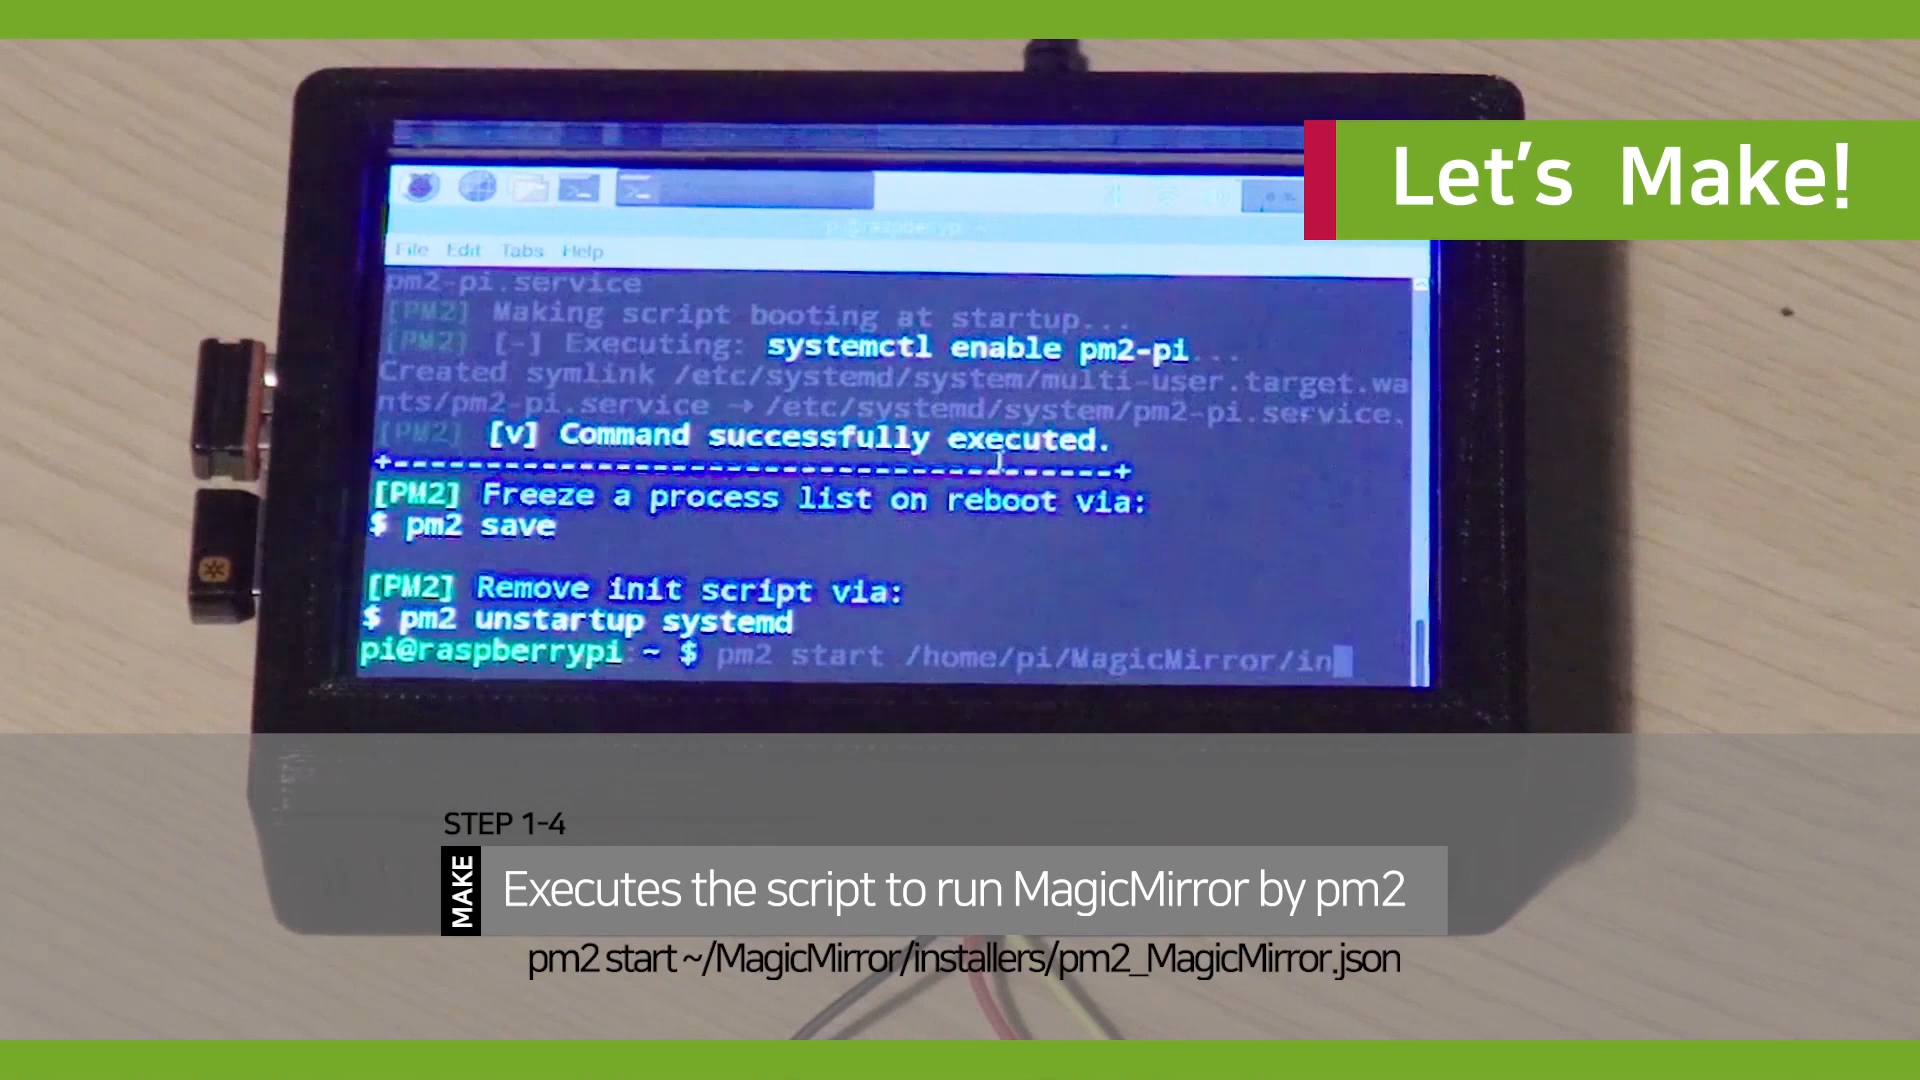 Let's Make!
pi@raspberrypi: ~
File Edit Tabs Help
pm2-pi.service
[PM2] Making script booting at startup...
[PM2] [-] Executing: systemctl enable pm2-pi...
Created symlink /etc/systemd/system/multi-user.target.wa
nts/pm2-pi.service → /etc/systemd/system/pm2-pi.service.
[PM2] [v] Command successfully executed.
+---------------------------------------+
[PM2] Freeze a process list on reboot via:
$ pm2 save
[PM2] Remove init script via:
$ pm2 unstartup systemd
pi@raspberrypi:~ $ pm2 start /home/pi/MagicMirror/in
STEP 1-4
MAKE
Executes the script to run MagicMirror by pm2
pm2 start ~/MagicMirror/installers/pm2_MagicMirror.json